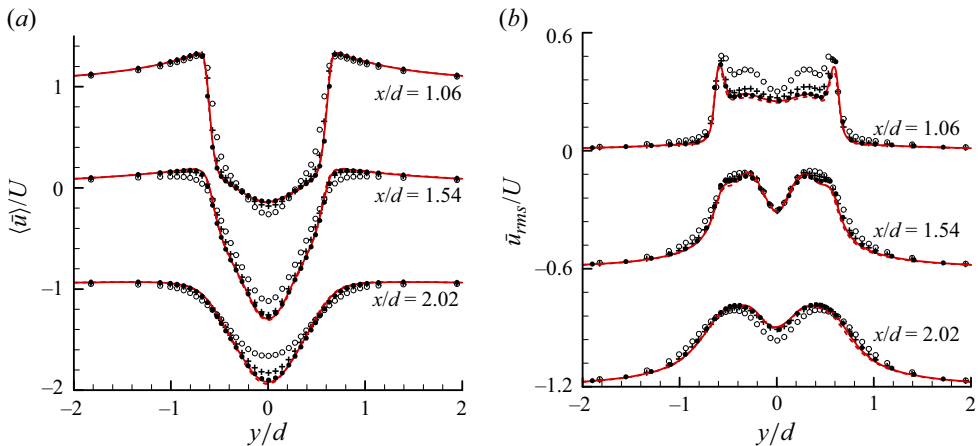 (a)
(b)
1
0
−1
−2
⟨ū⟩/U
x/d = 1.06
x/d = 1.54
x/d = 2.02
−2
−1
0
1
2
y/d
0.6
0
−0.6
−1.2
ū_rms/U
x/d = 1.06
x/d = 1.54
x/d = 2.02
−2
−1
0
1
2
y/d